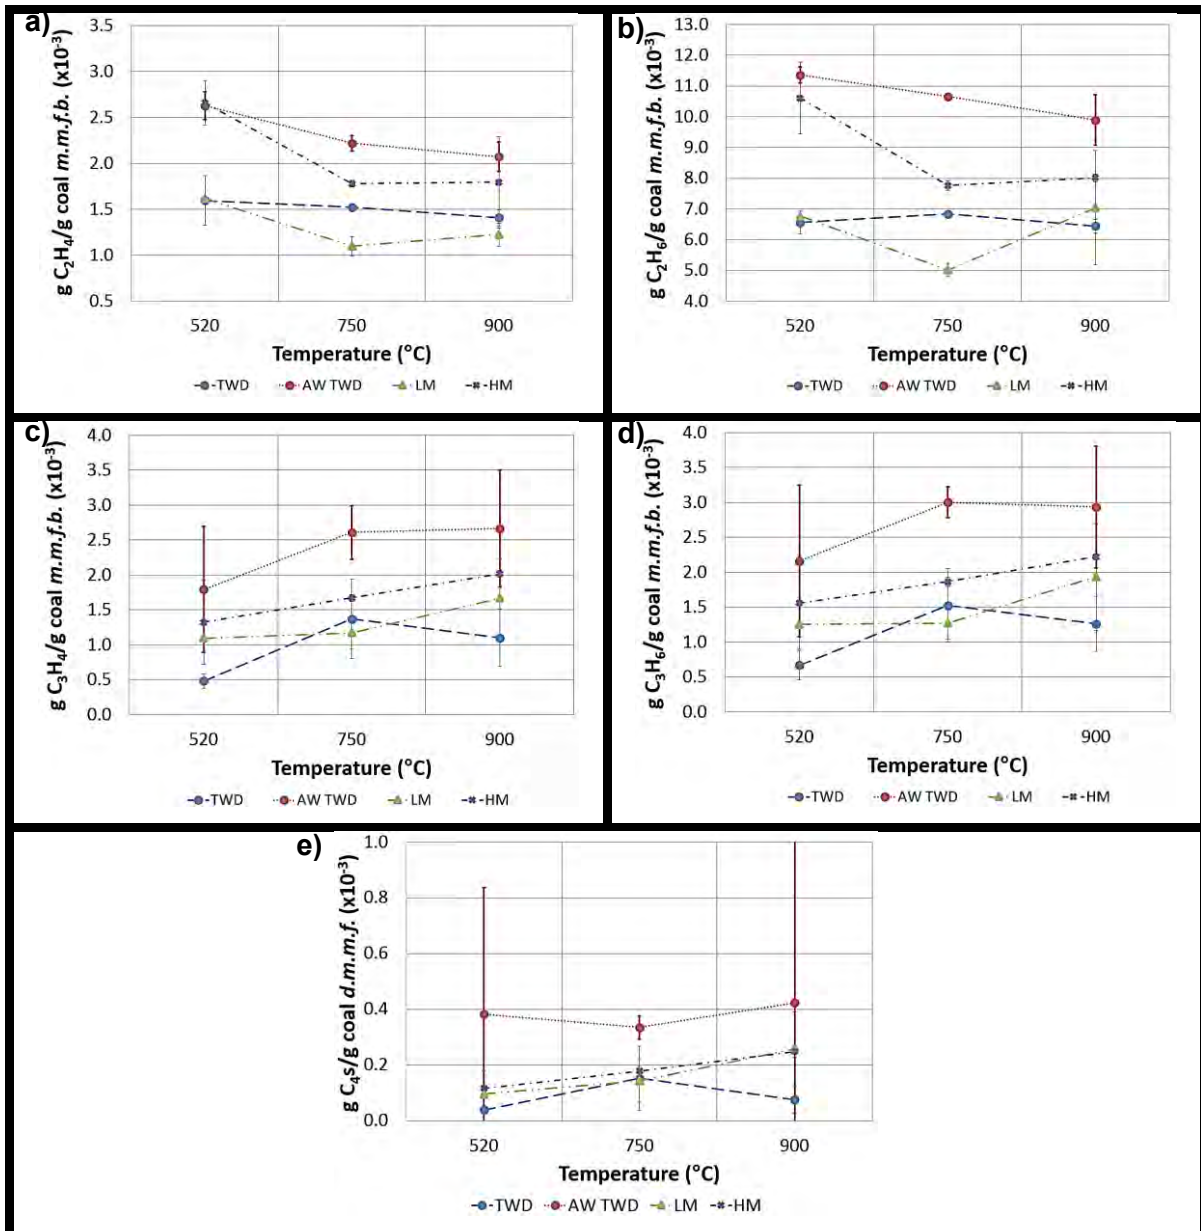 a)
g C₂H₄/g coal m.m.f.b. (x10⁻³)
3.5
3.0
2.5
2.0
1.5
1.0
0.5
520 750 900
Temperature (°C)
TWD AW TWD LM HM
b)
g C₂H₆/g coal m.m.f.b. (x10⁻³)
13.0
12.0
11.0
10.0
9.0
8.0
7.0
6.0
5.0
4.0
520 750 900
Temperature (°C)
TWD AW TWD LM HM
c)
g C₃H₄/g coal m.m.f.b. (x10⁻³)
4.0
3.5
3.0
2.5
2.0
1.5
1.0
0.5
0.0
520 750 900
Temperature (°C)
TWD AW TWD LM HM
d)
g C₃H₆/g coal m.m.f.b. (x10⁻³)
4.0
3.5
3.0
2.5
2.0
1.5
1.0
0.5
0.0
520 750 900
Temperature (°C)
TWD AW TWD LM HM
e)
g C₄s/g coal d.m.m.f. (x10⁻³)
1.0
0.8
0.6
0.4
0.2
0.0
520 750 900
Temperature (°C)
TWD AW TWD LM HM